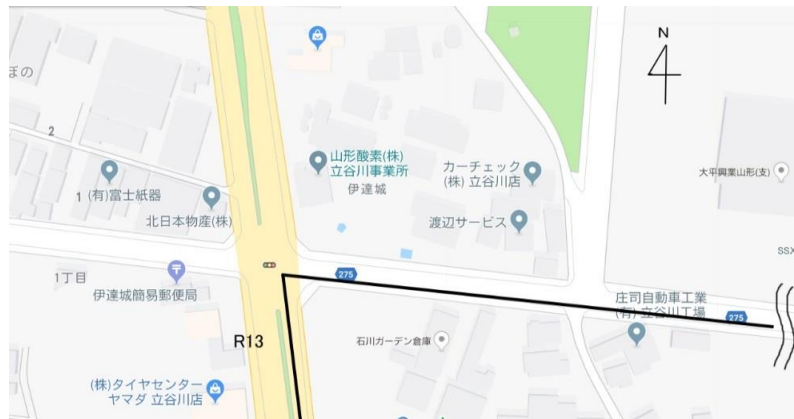 N
ぼの
2
山形酸素(株)
立谷川事業所
伊達城
カーチェック
(株) 立谷川店
大平興業山形(支)
1
(有)富士紙器
北日本物産(株)
渡辺サービス
SSX
1丁目
伊達城簡易郵便局
275
庄司自動車工業
(有) 立谷川工場
275
R13
石川ガーデン倉庫
(株)タイヤセンター
ヤマダ 立谷川店